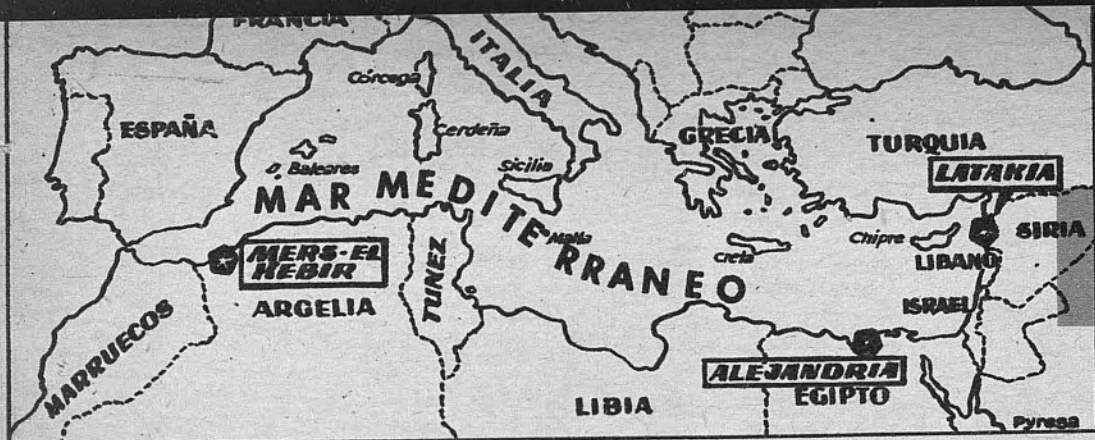 FRANCIA
ITALIA
Córcega
ESPAÑA
Cerdeña
GRECIA
TURQUIA
Baleares
Sicilia
LATAKIA
MAR MEDITERRANEO
Malta
Creta
Chipre
SIRIA
LIBANO
MERS-EL
KEBIR
TUNEZ
ISRAEL
ARGELIA
MARRUECOS
ALEJANDRIA
EGIPTO
LIBIA
Pyresa